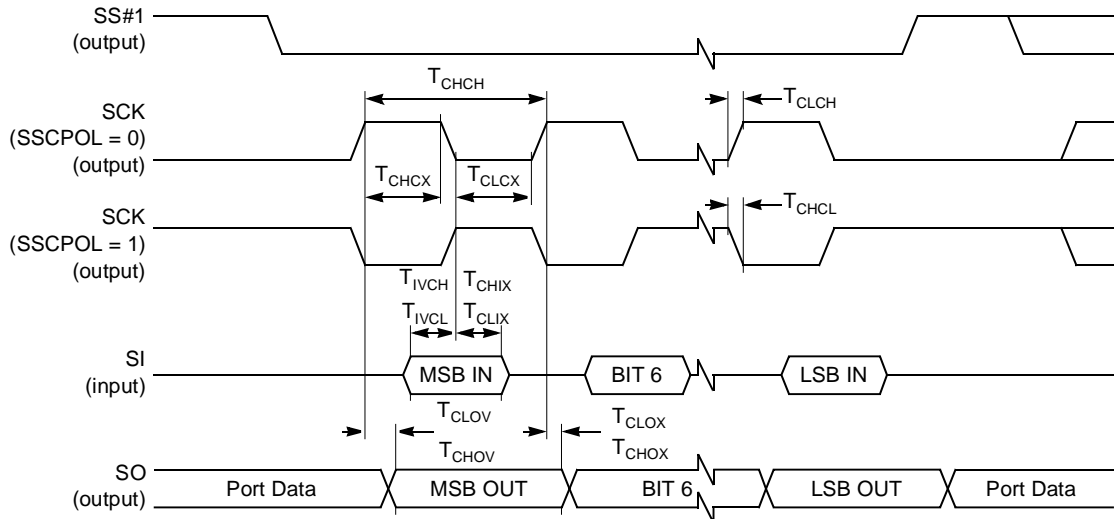 SS#1
(output)
T_CHCH
T_CLCH
SCK
(SSCPOL = 0)
(output)
T_CHCX
T_CLCX
SCK
(SSCPOL = 1)
(output)
T_CHCL
T_IVCH
T_CHIX
T_IVCL
T_CLIX
SI
(input)
MSB IN
BIT 6
LSB IN
T_CLOV
T_CLOX
T_CHOV
T_CHOX
SO
(output)
Port Data
MSB OUT
BIT 6
LSB OUT
Port Data